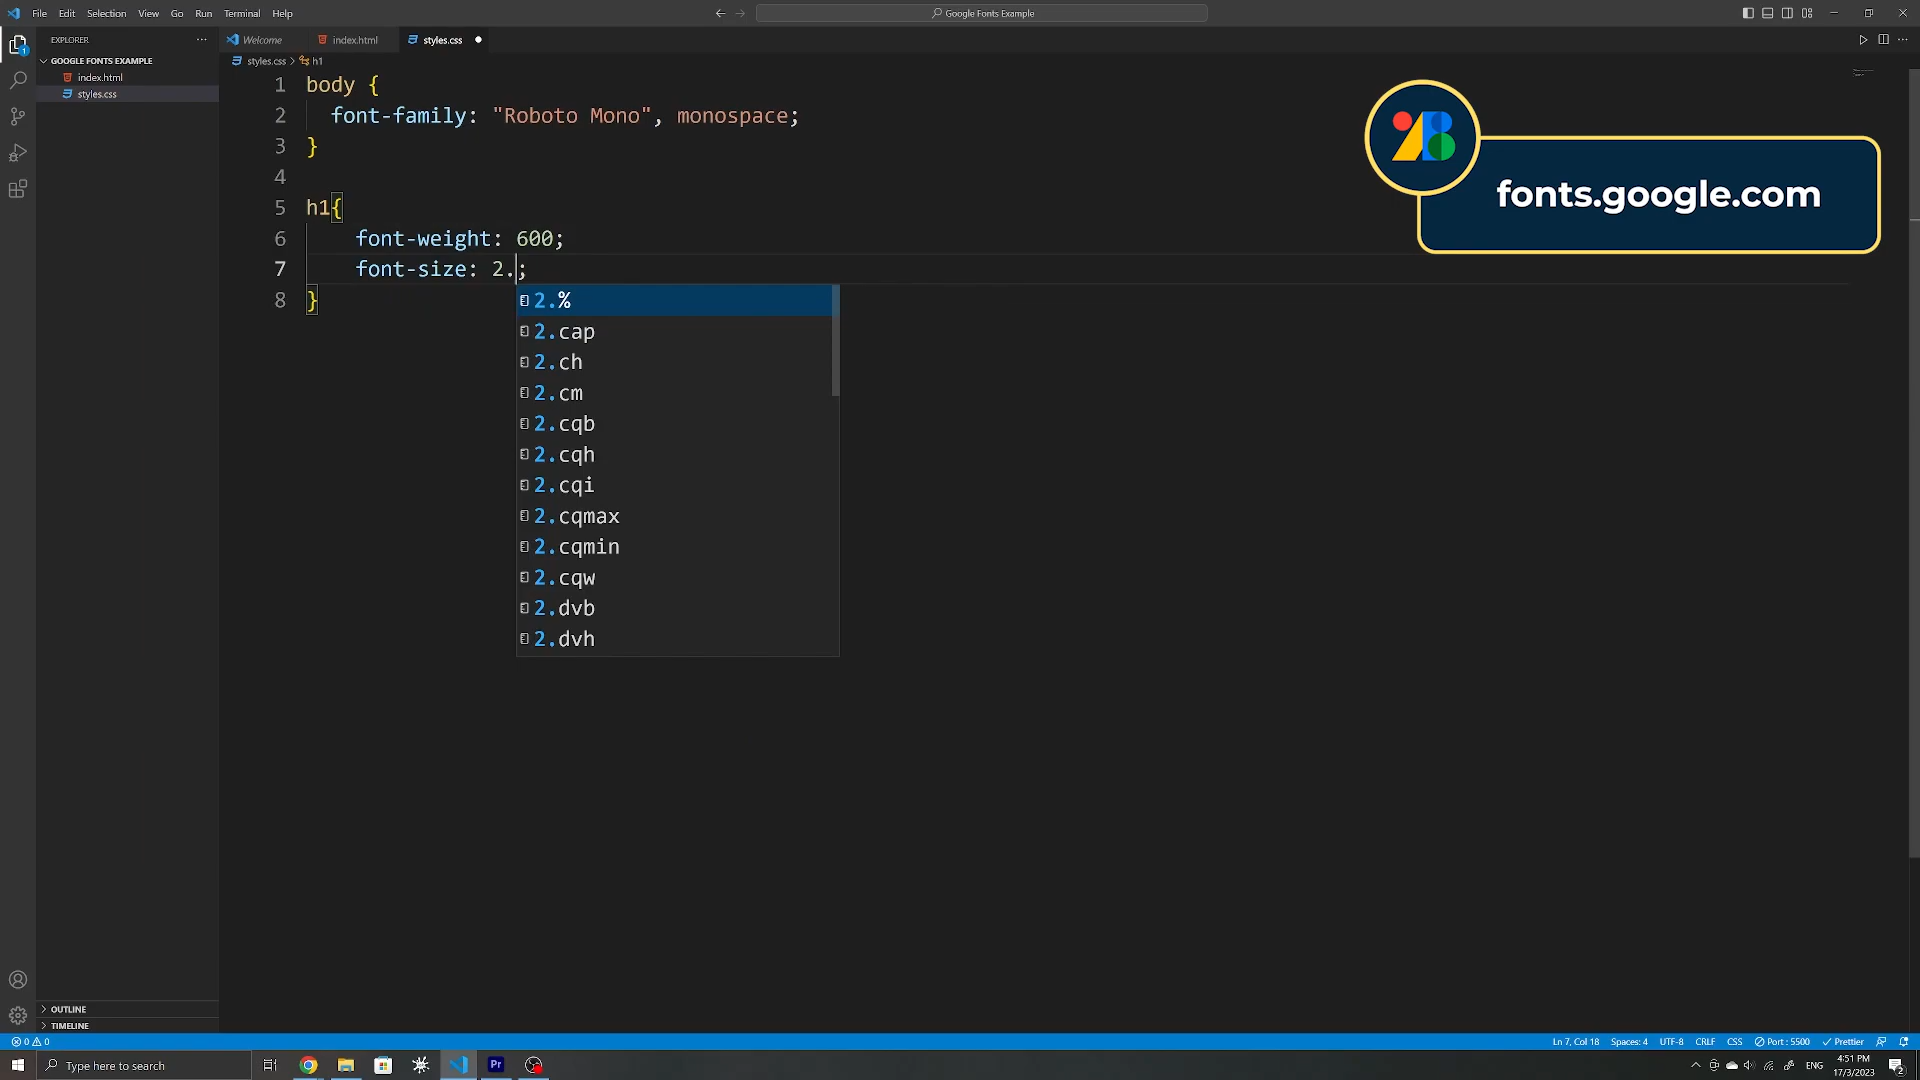 File Edit Selection View Go Run Terminal Help
Google Fonts Example
EXPLORER
Welcome
index.html
styles.css
styles.css > h1
GOOGLE FONTS EXAMPLE
index.html
styles.css
1 body {
2 font-family: "Roboto Mono", monospace;
3 }
4
5 h1{
6 font-weight: 600;
7 font-size: 2.;
8 }
2.%
2.cap
2.ch
2.cm
2.cqb
2.cqh
2.cqi
2.cqmax
2.cqmin
2.cqw
2.dvb
2.dvh
fonts.google.com
1
OUTLINE
TIMELINE
0 0
Ln 7, Col 18 Spaces: 4 UTF-8 CRLF CSS Port : 5500 Prettier
Type here to search
Pr
ENG
4:51 PM
17/3/2023
2